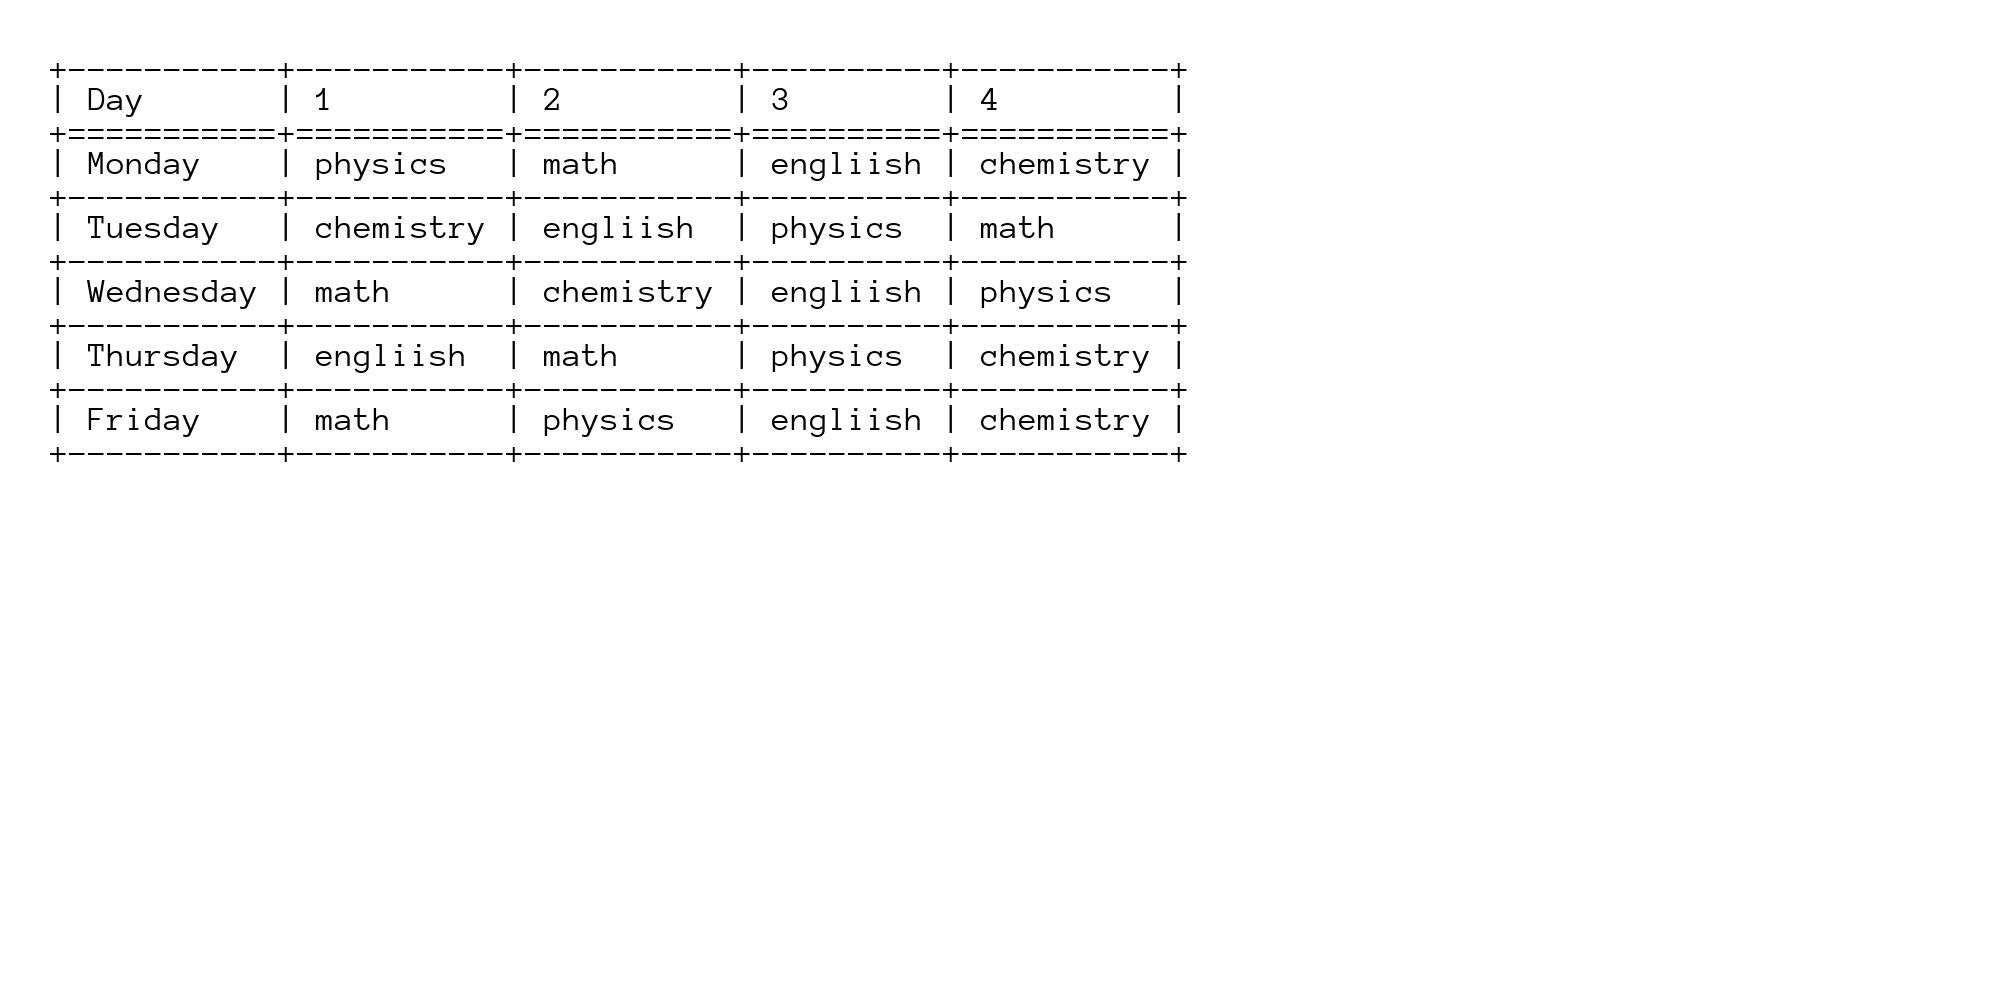 +-----------+-----------+-----------+----------+-----------+
| Day       | 1         | 2         | 3        | 4         |
+===========+===========+===========+==========+===========+
| Monday    | physics   | math      | engliish | chemistry |
+-----------+-----------+-----------+----------+-----------+
| Tuesday   | chemistry | engliish  | physics  | math      |
+-----------+-----------+-----------+----------+-----------+
| Wednesday | math      | chemistry | engliish | physics   |
+-----------+-----------+-----------+----------+-----------+
| Thursday  | engliish  | math      | physics  | chemistry |
+-----------+-----------+-----------+----------+-----------+
| Friday    | math      | physics   | engliish | chemistry |
+-----------+-----------+-----------+----------+-----------+